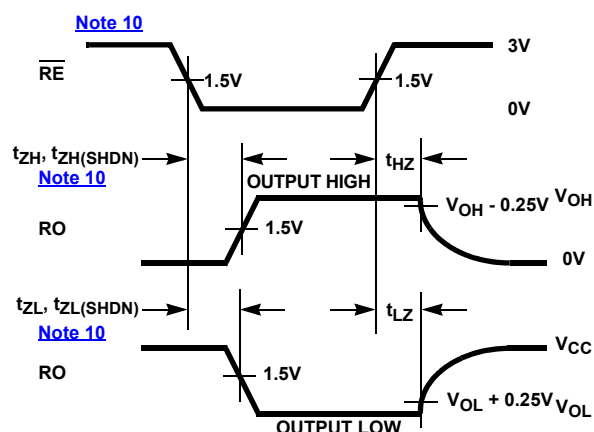 Note 10
3V
RE
1.5V
1.5V
0V
tZH, tZH(SHDN)
tHZ
Note 10
OUTPUT HIGH
VOH - 0.25V
VOH
RO
1.5V
0V
tZL, tZL(SHDN)
tLZ
Note 10
VCC
RO
1.5V
VOL + 0.25V
VOL
OUTPUT LOW